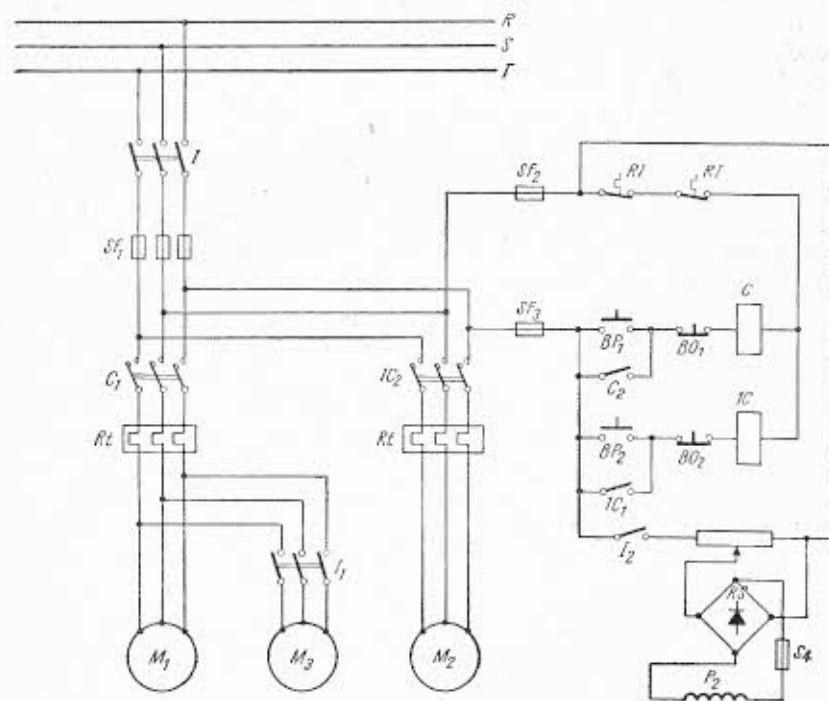 R
S
T
I
SF₁
SF₂
RT
RT
SF₃
C
BP₁
BO₁
C₁
1C₂
C₂
1C
Rt
Rt
BP₂
BO₂
1C₁
I₁
I₂
RS
S4
P₂
M₁
M₃
M₂